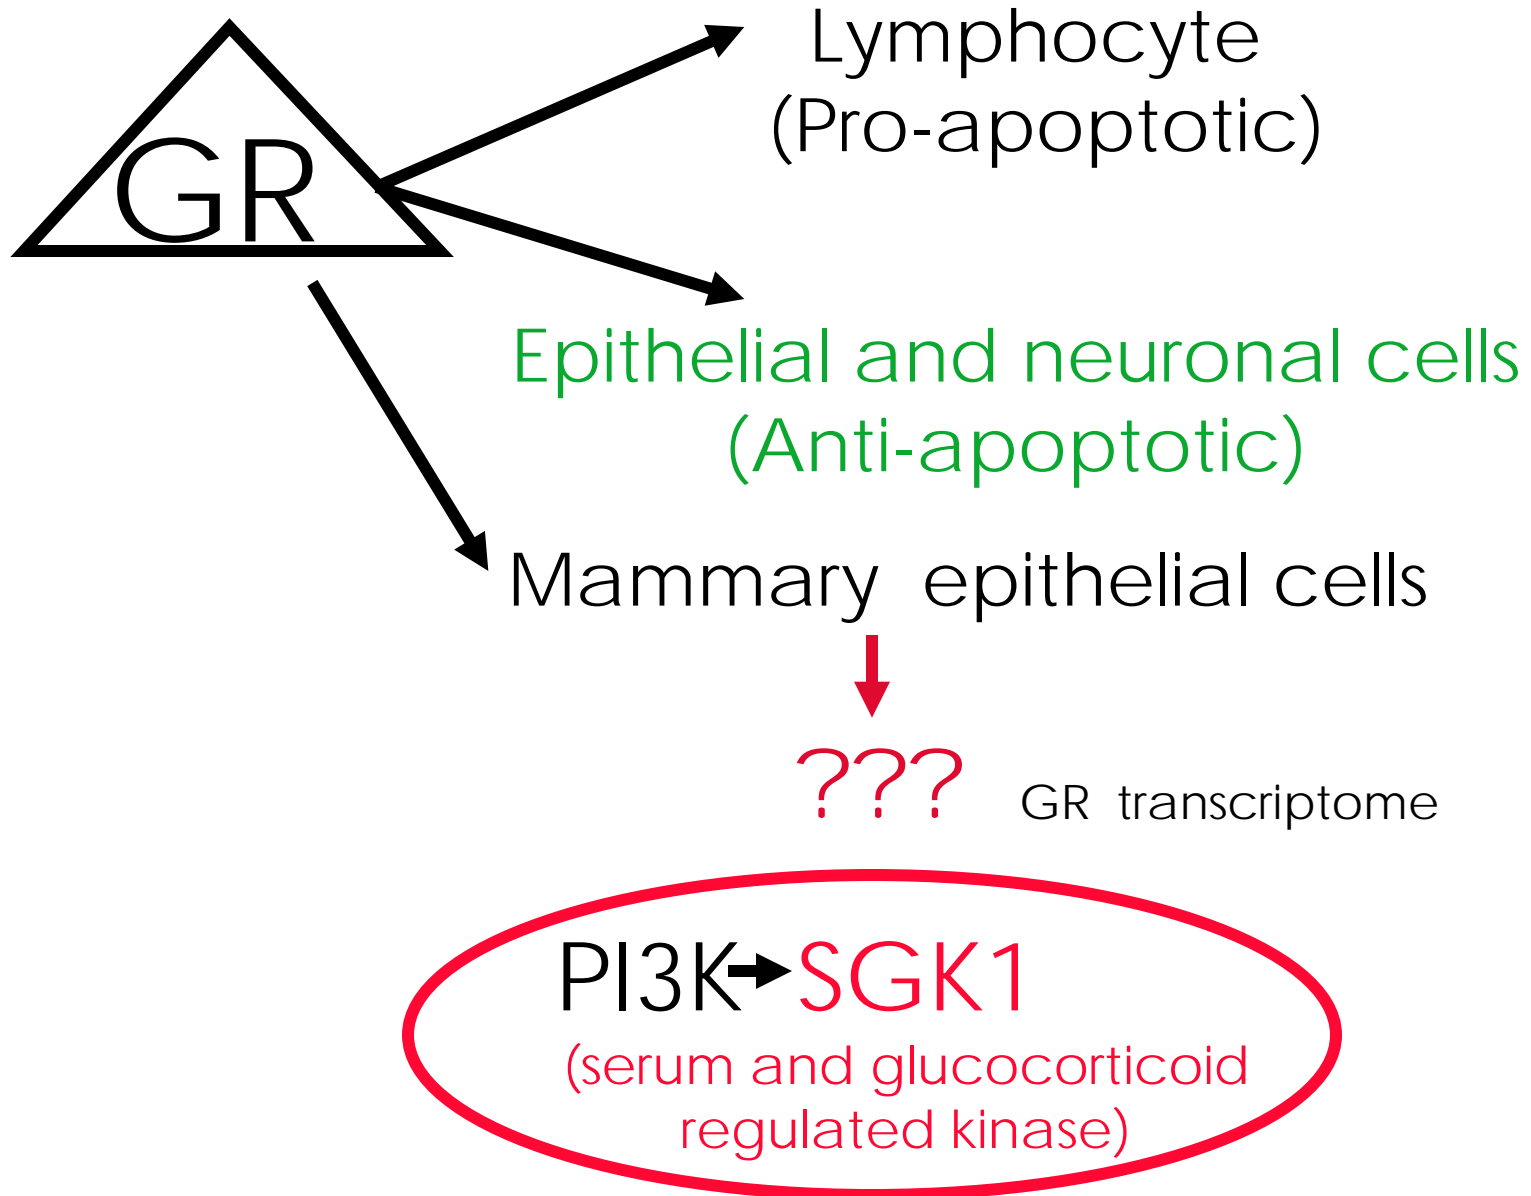 GR
Lymphocyte
(Pro-apoptotic)
Epithelial and neuronal cells
(Anti-apoptotic)
Mammary epithelial cells
??? GR transcriptome
PI3K SGK1
(serum and glucocorticoid
regulated kinase)